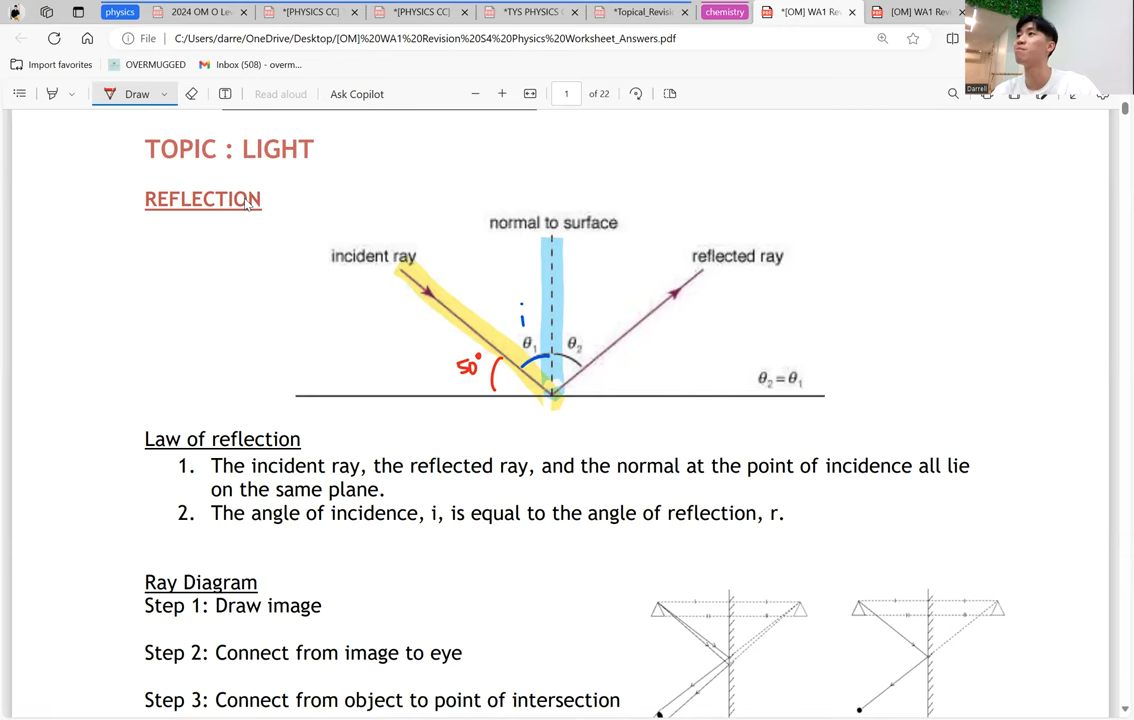 physics
2024 OM O Le
*[PHYSICS CC]
*[PHYSICS CC]
*TYS PHYSICS
*Topical_Revisi
chemistry
*[OM] WA1 Re
[OM] WA1 Rev
File
C:/Users/darre/OneDrive/Desktop/[OM]%20WA1%20Revision%20S4%20Physics%20Worksheet_Answers.pdf
Import favorites
OVERMUGGED
Inbox (508) - overm...
Darrell
Draw
Read aloud
Ask Copilot
1
of 22
TOPIC : LIGHT
REFLECTION
normal to surface
incident ray
reflected ray
i
θ1
θ2
50°
θ2 = θ1
Law of reflection
1. The incident ray, the reflected ray, and the normal at the point of incidence all lie
on the same plane.
2. The angle of incidence, i, is equal to the angle of reflection, r.
Ray Diagram
Step 1: Draw image
Step 2: Connect from image to eye
Step 3: Connect from object to point of intersection